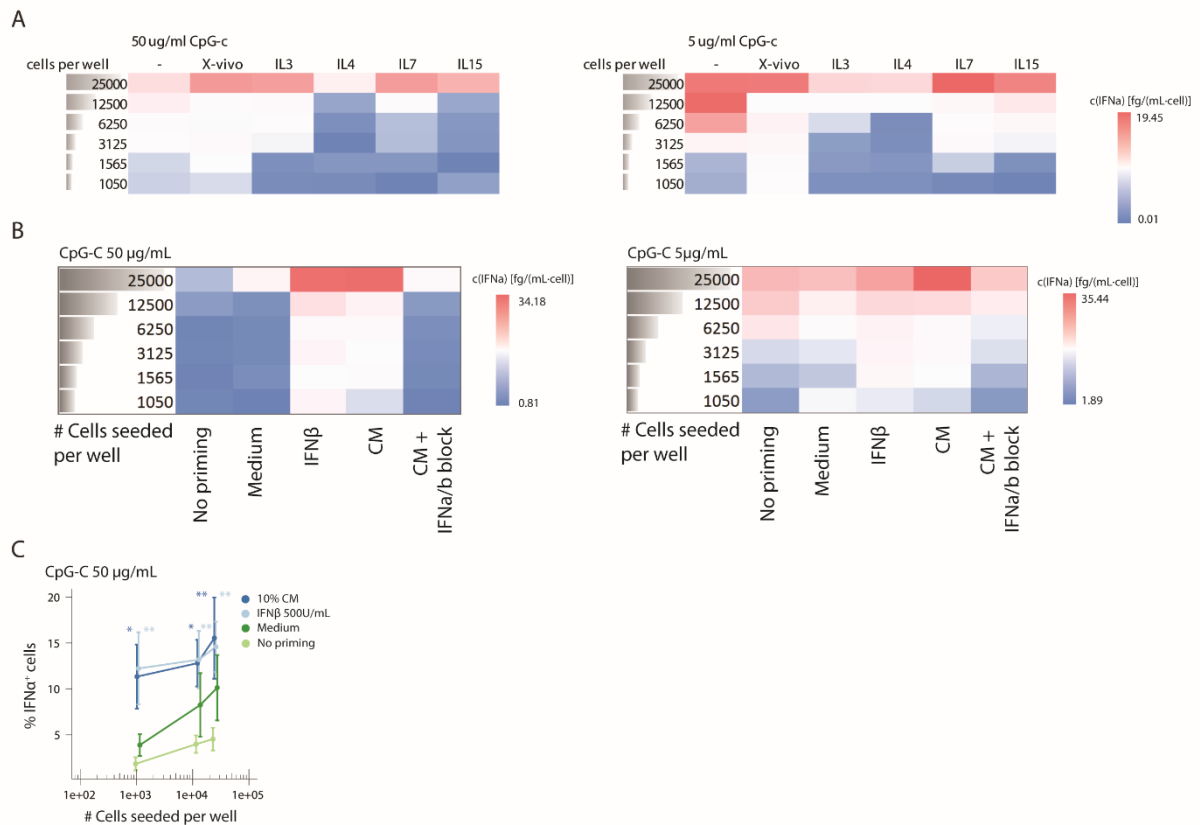 A
50 ug/ml CpG-c
cells per well - X-vivo IL3 IL4 IL7 IL15
25000
12500
6250
3125
1565
1050
5 ug/ml CpG-c
cells per well - X-vivo IL3 IL4 IL7 IL15
25000
12500
6250
3125
1565
1050
c(IFNa) [fg/(mL·cell)]
19.45
0.01
B
CpG-C 50 µg/mL
25000
12500
6250
3125
1565
1050
# Cells seeded
per well
No priming
Medium
IFNβ
CM
CM +
IFNa/b block
c(IFNa) [fg/(mL·cell)]
34.18
0.81
CpG-C 5µg/mL
25000
12500
6250
3125
1565
1050
# Cells seeded
per well
No priming
Medium
IFNβ
CM
CM +
IFNa/b block
c(IFNa) [fg/(mL·cell)]
35.44
1.89
C
CpG-C 50 µg/mL
% IFNα⁺ cells
20
15
10
5
** **
* ** * **
10% CM
IFNβ 500U/mL
Medium
No priming
1e+02 1e+03 1e+04 1e+05
# Cells seeded per well